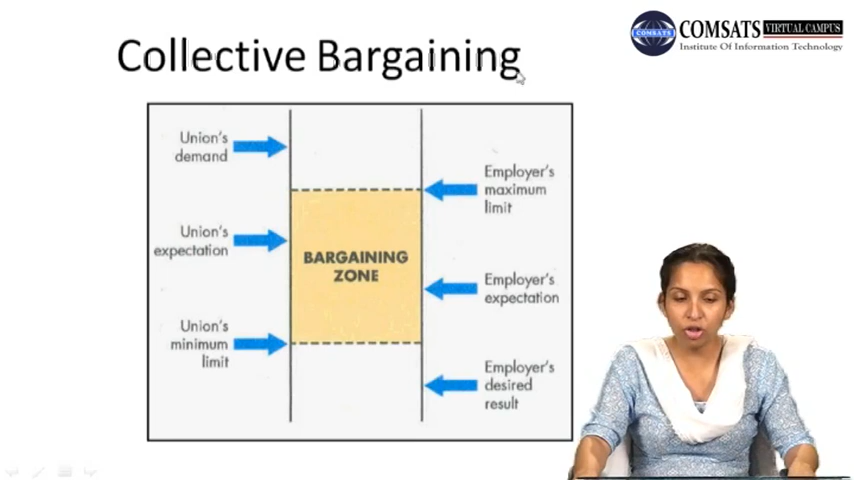 Collective Bargaining
COMSATS
COMSATS VIRTUAL CAMPUS
Institute Of Information Technology
Union's
demand
Union's
expectation
Union's
minimum
limit
BARGAINING
ZONE
Employer's
maximum
limit
Employer's
expectation
Employer's
desired
result